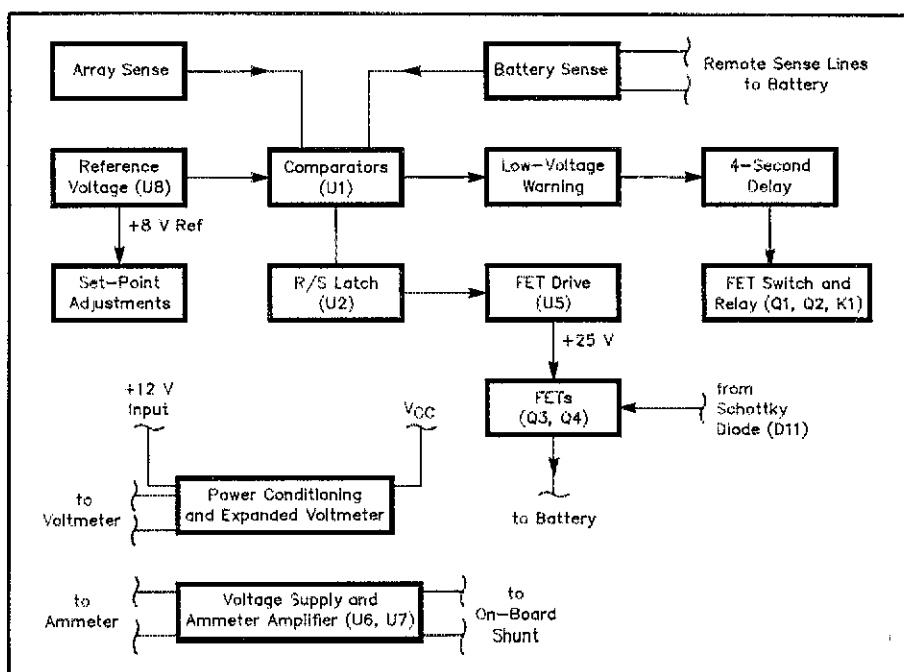 Array Sense
Battery Sense
Remote Sense Lines
to Battery
Reference
Voltage (U8)
Comparators
(U1)
Low-Voltage
Warning
4-Second
Delay
+8 V Ref
Set-Point
Adjustments
R/S Latch
(U2)
FET Drive
(U5)
FET Switch and
Relay (Q1, Q2, K1)
+25 V
+12 V
Input
VCC
FETs
(Q3, Q4)
from
Schottky
Diode (D11)
to
Voltmeter
Power Conditioning
and Expanded Voltmeter
to Battery
to
Ammeter
Voltage Supply and
Ammeter Amplifier (U6, U7)
to
On-Board
Shunt